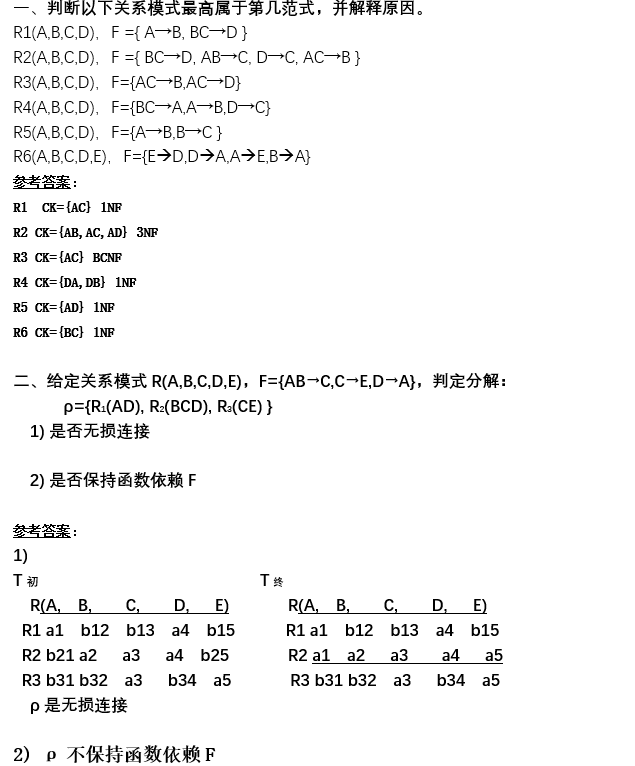 一、判断以下关系模式最高属于第几范式，并解释原因。
R1(A,B,C,D), F ={ A→B, BC→D }
R2(A,B,C,D), F ={ BC→D, AB→C, D→C, AC→B }
R3(A,B,C,D), F={AC→B,AC→D}
R4(A,B,C,D), F={BC→A,A→B,D→C}
R5(A,B,C,D), F={A→B,B→C }
R6(A,B,C,D,E), F={E→D,D→A,A→E,B→A}
参考答案：
R1 CK={AC} 1NF
R2 CK={AB,AC,AD} 3NF
R3 CK={AC} BCNF
R4 CK={DA,DB} 1NF
R5 CK={AD} 1NF
R6 CK={BC} 1NF
二、给定关系模式 R(A,B,C,D,E)，F={AB→C,C→E,D→A}，判定分解：
ρ={R₁(AD), R₂(BCD), R₃(CE) }
1) 是否无损连接
2) 是否保持函数依赖 F
参考答案：
1)
T 初 T 终
R(A, B, C, D, E) R(A, B, C, D, E)
R1 a1 b12 b13 a4 b15 R1 a1 b12 b13 a4 b15
R2 b21 a2 a3 a4 b25 R2 a1 a2 a3 a4 a5
R3 b31 b32 a3 b34 a5 R3 b31 b32 a3 b34 a5
ρ 是无损连接
2) ρ 不保持函数依赖 F